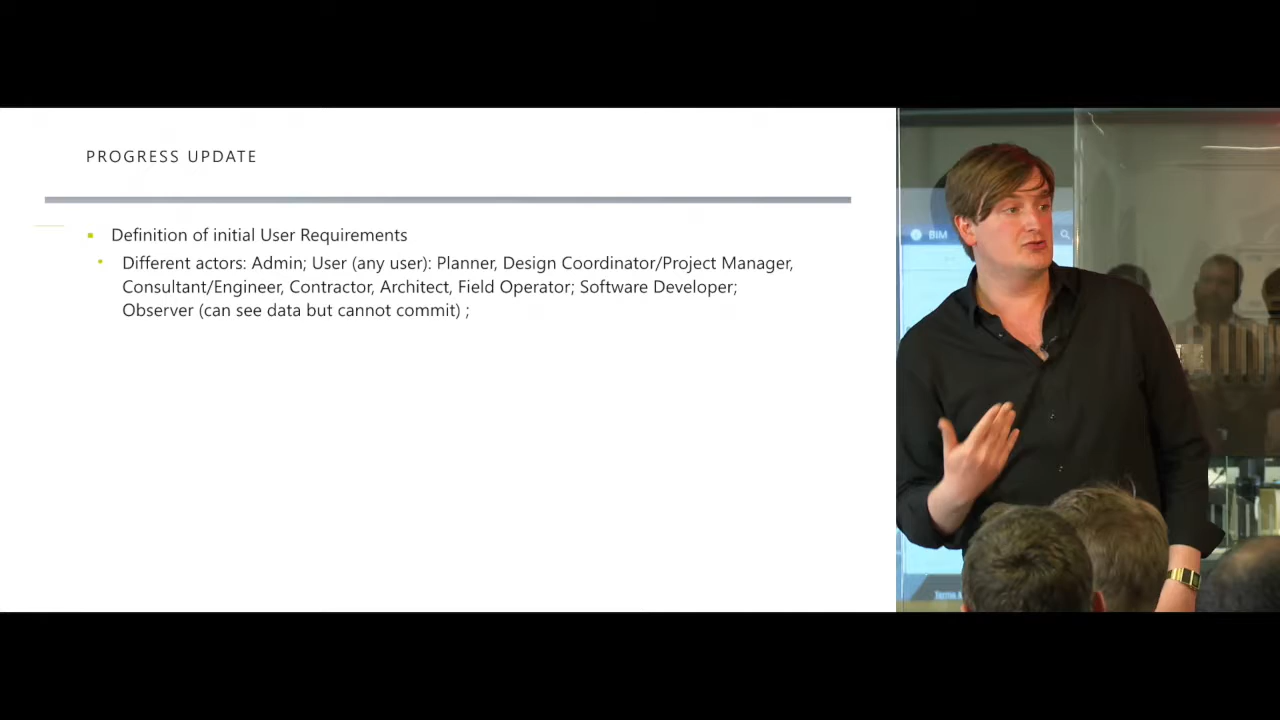 PROGRESS UPDATE
Definition of initial User Requirements
Different actors: Admin; User (any user): Planner, Design Coordinator/Project Manager,
Consultant/Engineer, Contractor, Architect, Field Operator; Software Developer;
Observer (can see data but cannot commit) ;
BIM